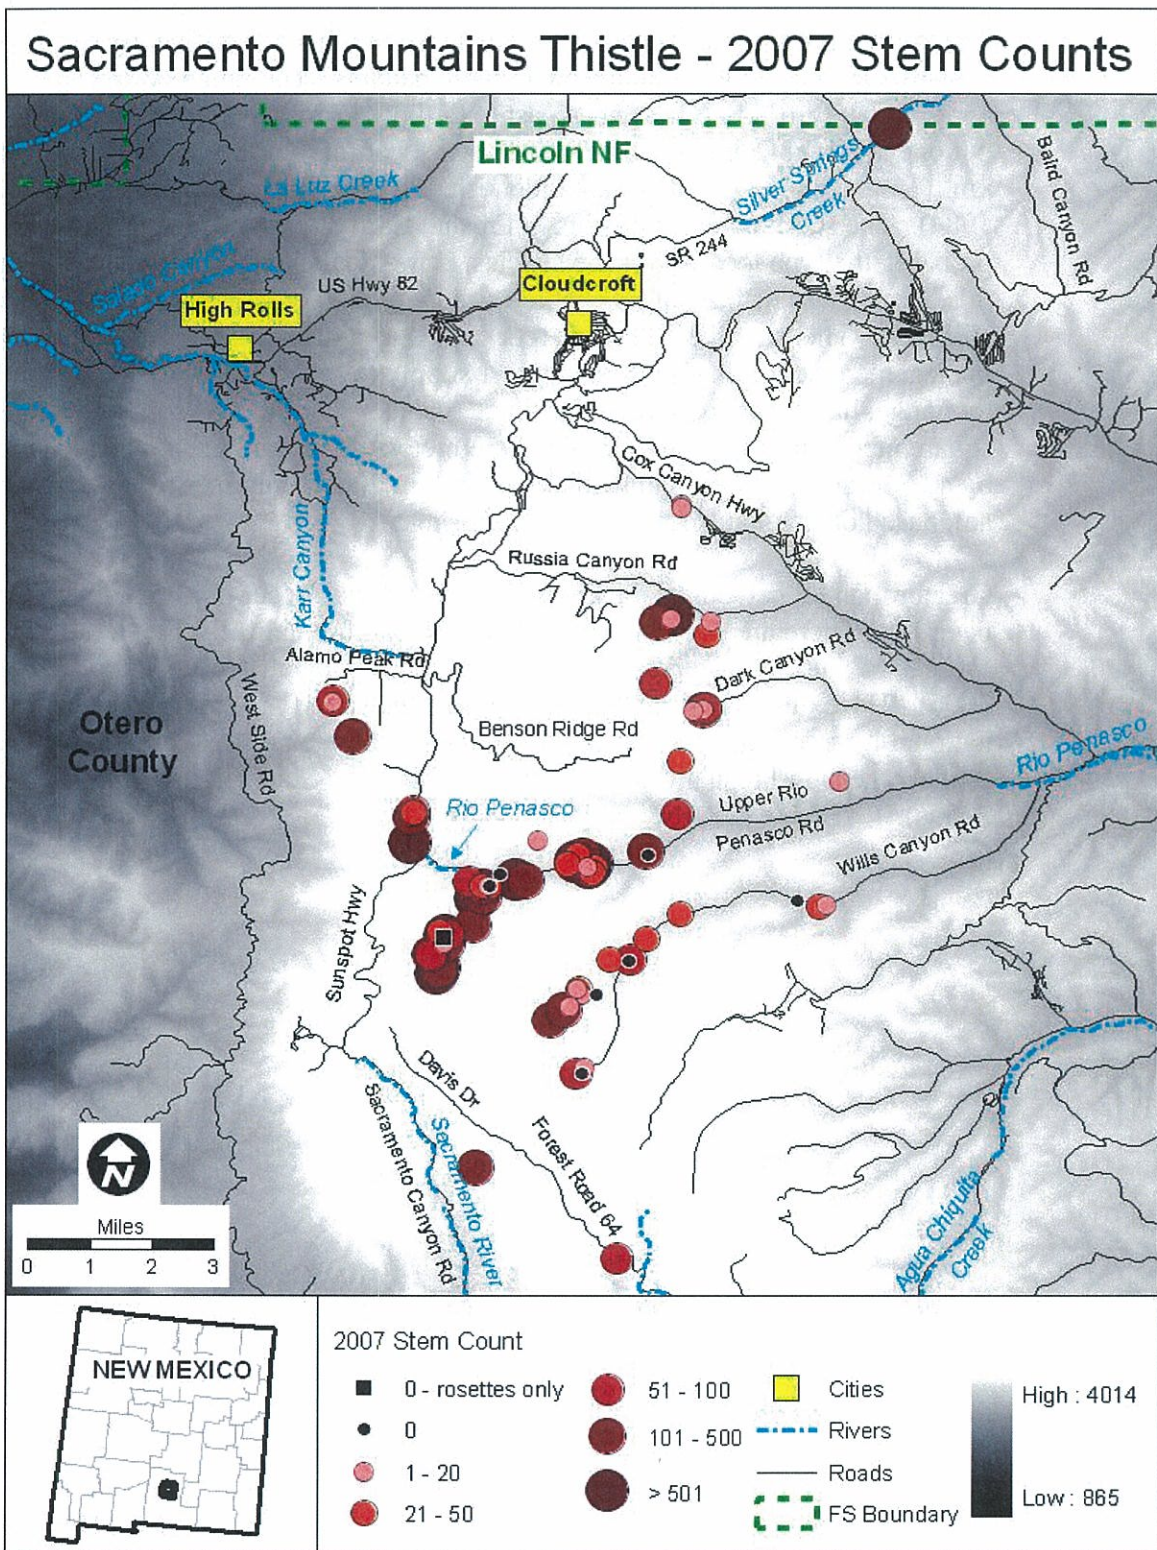 Sacramento Mountains Thistle - 2007 Stem Counts
Lincoln NF
La Luz Creek
Silver Springs
Creek
Baird Canyon Rd
SR 244
Salado Canyon
US Hwy 82
Cloudcroft
High Rolls
Cox Canyon Hwy
Karr Canyon
Russia Canyon Rd
Alamo Peak Rd
West Side Rd
Dark Canyon Rd
Otero
County
Benson Ridge Rd
Rio Penasco
Rio Penasco
Upper Rio
Penasco Rd
Wills Canyon Rd
Sunspot Hwy
Davis Dr
Sacramento Canyon Rd
Sacramento River
Forest Road 64
Agua Chiquita
Creek
N
Miles
0 1 2 3
NEW MEXICO
2007 Stem Count
0 - rosettes only
0
1 - 20
21 - 50
51 - 100
101 - 500
> 501
Cities
Rivers
Roads
FS Boundary
High : 4014
Low : 865